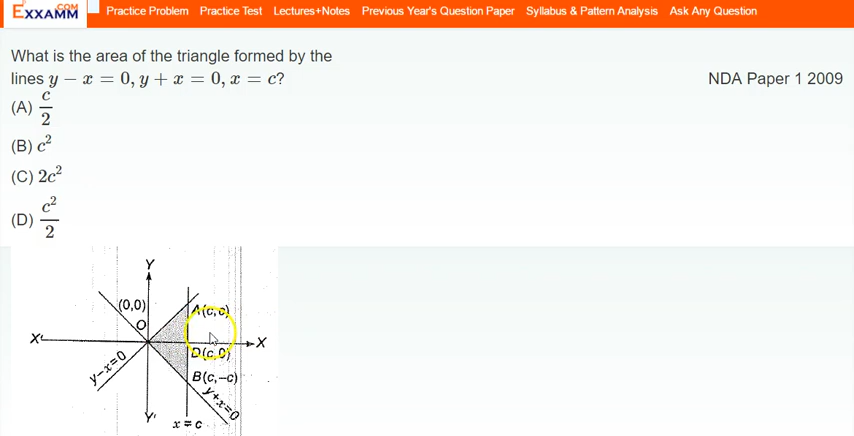 EXXAMM .COM Practice Problem Practice Test Lectures+Notes Previous Year's Question Paper Syllabus & Pattern Analysis Ask Any Question
What is the area of the triangle formed by the
lines y − x = 0, y + x = 0, x = c? NDA Paper 1 2009
(A) c/2
(B) c²
(C) 2c²
(D) c²/2
Y
(0,0) A(c,c)
O
X' X
D(c,0)
y−x=0 B(c,−c)
y+x=0
Y' x = c